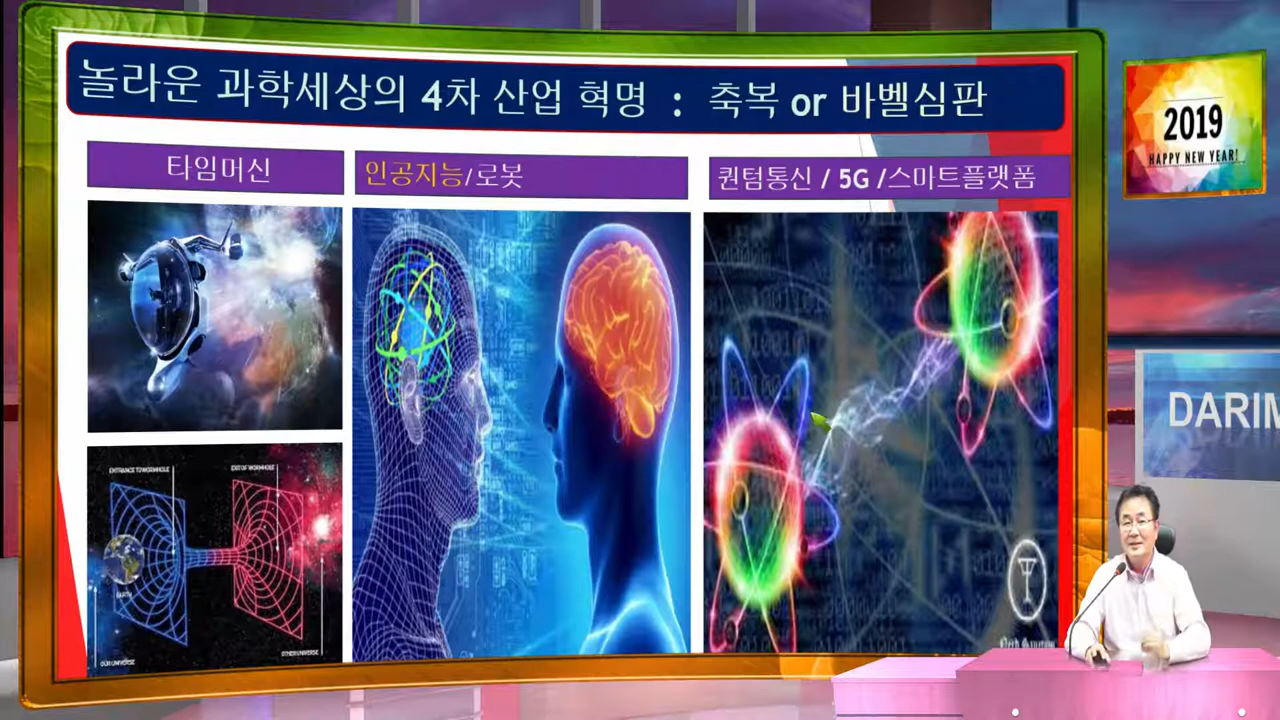 놀라운 과학세상의 4차 산업 혁명 : 축복 or 바벨심판
타임머신
인공지능/로봇
퀀텀통신 / 5G /스마트플랫폼
2019
HAPPY NEW YEAR!
ENTRANCE TO WORMHOLE
EXIT OF WORMHOLE
EARTH
OUR UNIVERSE
OTHER UNIVERSE
DARIM